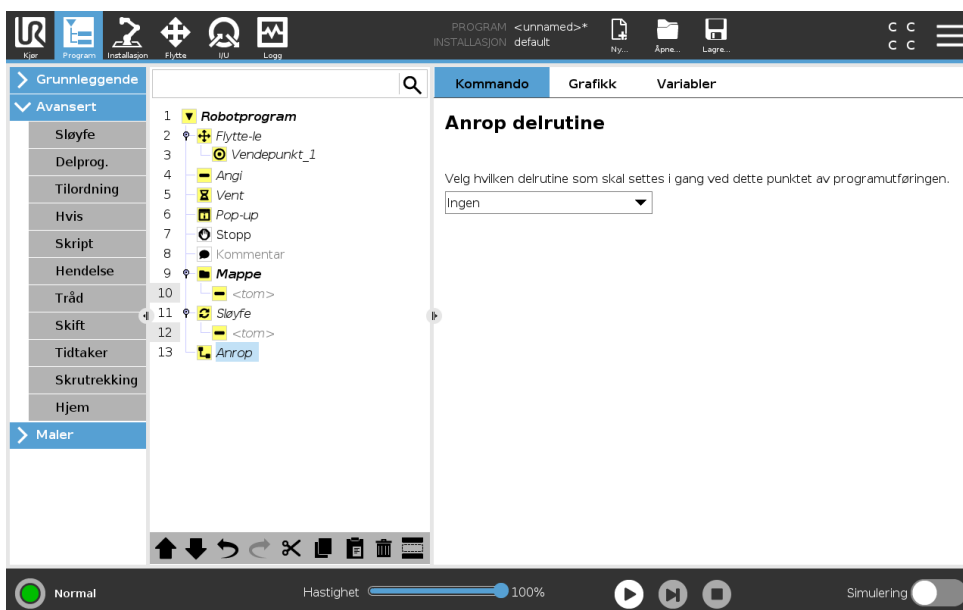 UR
PROGRAM <unnamed>*
INSTALLASJON default
C C
C C
Kjør Program Installasjon Flytte I/U Logg Ny... Åpne... Lagre...
Grunnleggende
Avansert
Sløyfe
Delprog.
Tilordning
Hvis
Skript
Hendelse
Tråd
Skift
Tidtaker
Skrutrekking
Hjem
Maler
1 Robotprogram
2 Flytte-le
3 Vendepunkt_1
4 Angi
5 Vent
6 Pop-up
7 Stopp
8 Kommentar
9 Mappe
10 <tom>
11 Sløyfe
12 <tom>
13 Anrop
Kommando Grafikk Variabler
Anrop delrutine
Velg hvilken delrutine som skal settes i gang ved dette punktet av programutføringen.
Ingen
Normal Hastighet 100% Simulering